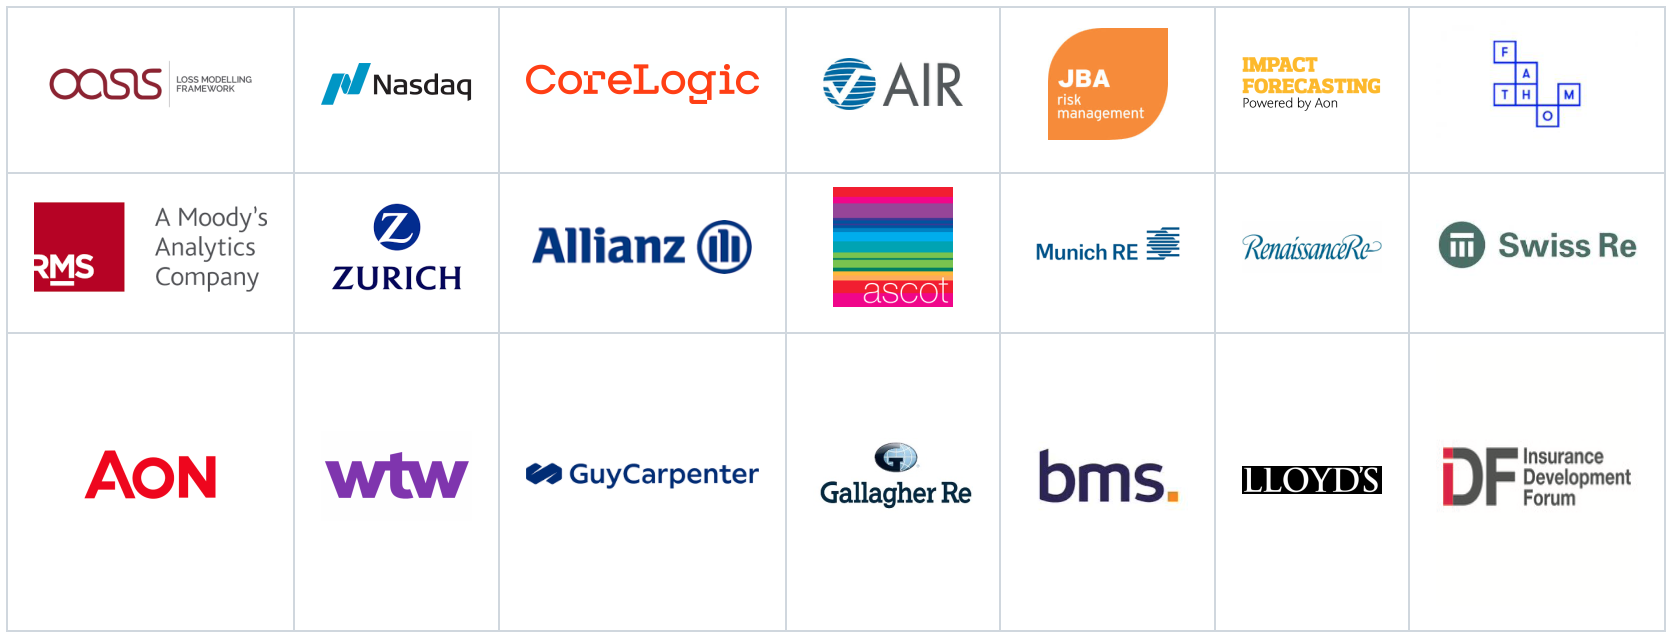 OASIS LOSS MODELLING
FRAMEWORK
Nasdaq
CoreLogic
AIR
JBA
risk
management
IMPACT
FORECASTING
Powered by Aon
F
A
T H M
O
RMS
A Moody's
Analytics
Company
Z
ZURICH
Allianz
ascot
Munich RE
RenaissanceRe
Swiss Re
AON
wtw
GuyCarpenter
G
Gallagher Re
bms.
LLOYD'S
iDF Insurance
Development
Forum